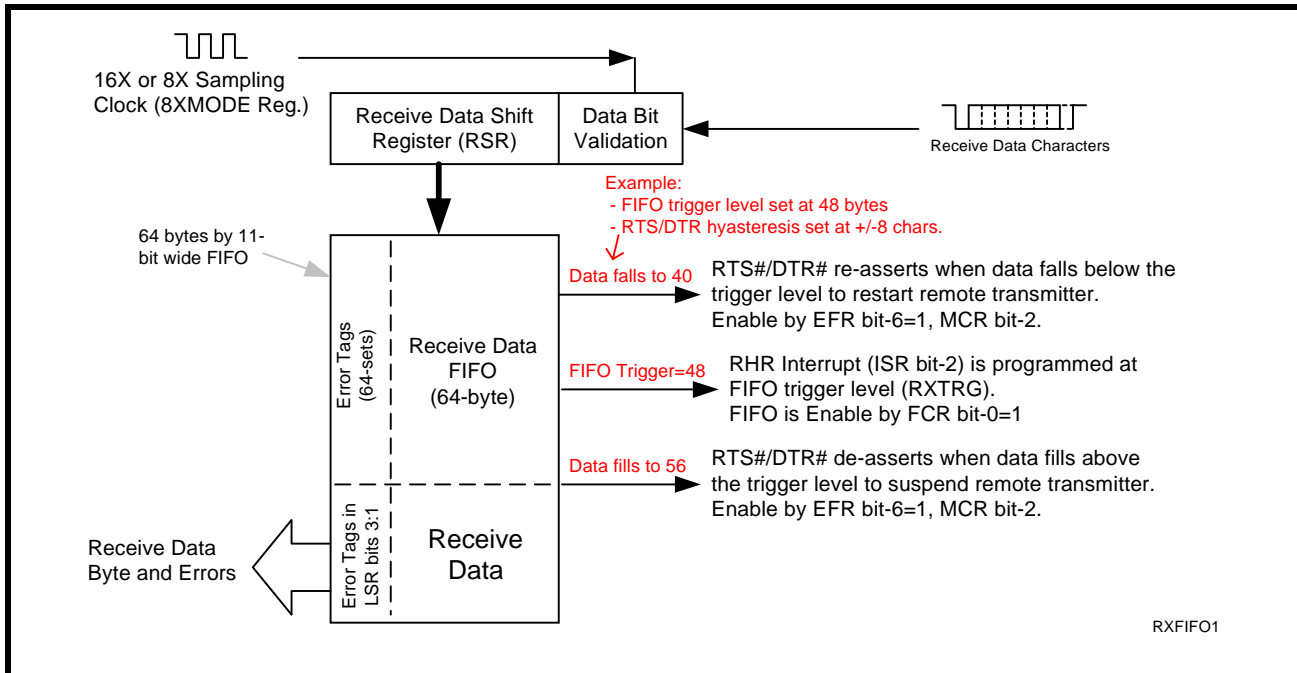 16X or 8X Sampling
Clock (8XMODE Reg.)
Receive Data Shift
Register (RSR)
Data Bit
Validation
Receive Data Characters
Example:
- FIFO trigger level set at 48 bytes
- RTS/DTR hyasteresis set at +/-8 chars.
64 bytes by 11-
bit wide FIFO
Data falls to 40
RTS#/DTR# re-asserts when data falls below the
trigger level to restart remote transmitter.
Enable by EFR bit-6=1, MCR bit-2.
Error Tags
(64-sets)
Receive Data
FIFO
(64-byte)
FIFO Trigger=48
RHR Interrupt (ISR bit-2) is programmed at
FIFO trigger level (RXTRG).
FIFO is Enable by FCR bit-0=1
Data fills to 56
RTS#/DTR# de-asserts when data fills above
the trigger level to suspend remote transmitter.
Enable by EFR bit-6=1, MCR bit-2.
Error Tags in
LSR bits 3:1
Receive
Data
Receive Data
Byte and Errors
RXFIFO1